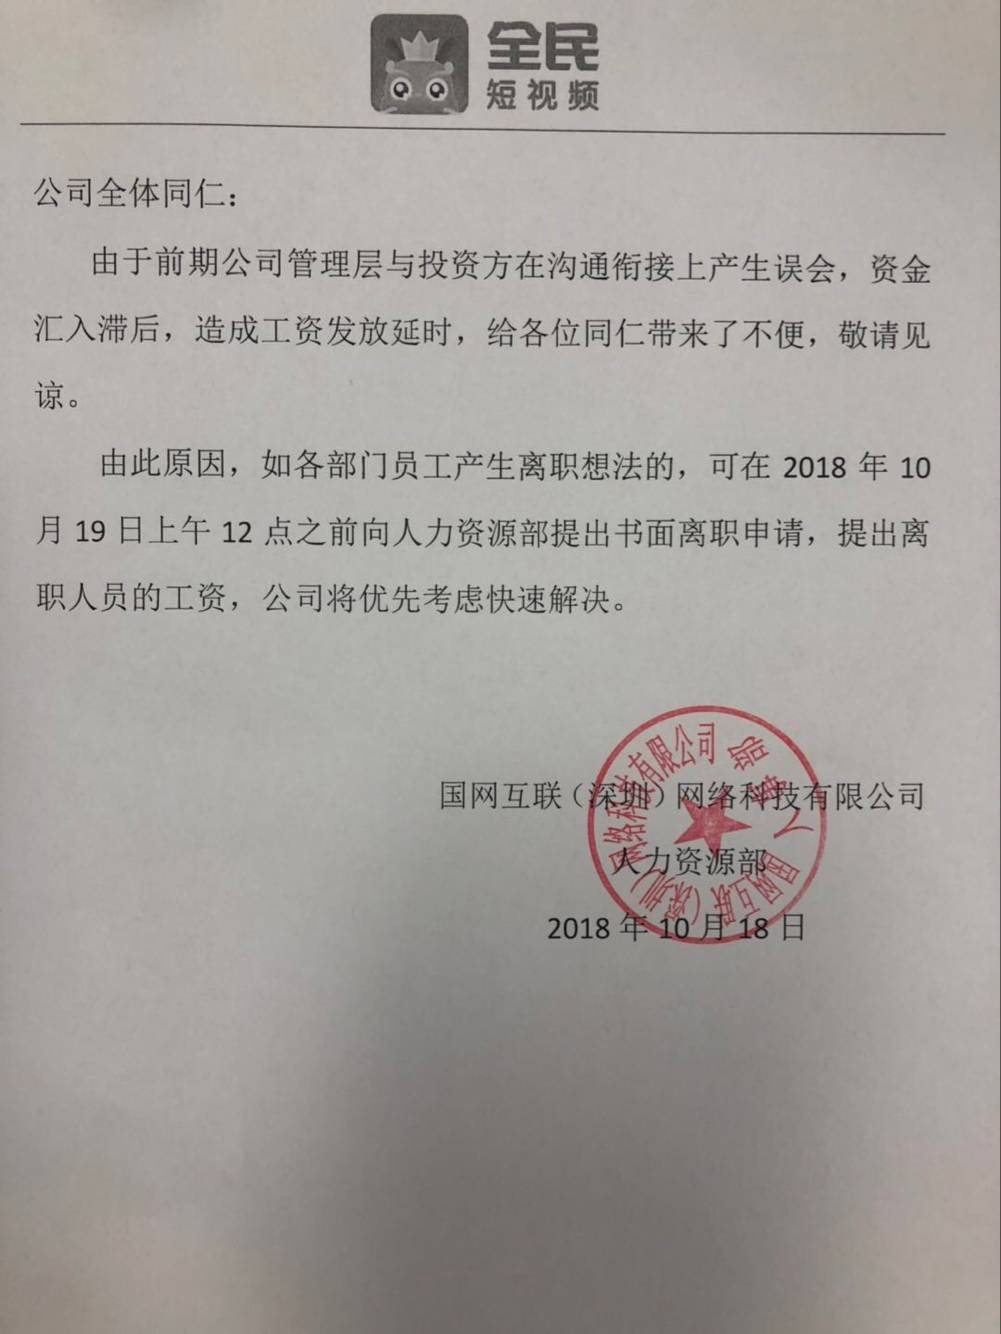 全民
短视频
公司全体同仁：
由于前期公司管理层与投资方在沟通衔接上产生误会，资金
汇入滞后，造成工资发放延时，给各位同仁带来了不便，敬请见
谅。
由此原因，如各部门员工产生离职想法的，可在 2018 年 10
月 19 日上午 12 点之前向人力资源部提出书面离职申请，提出离
职人员的工资，公司将优先考虑快速解决。
国网互联（深圳）网络科技有限公司
人力资源部
2018 年 10 月 18 日
国网互联（深圳）网络科技有限公司
人事部